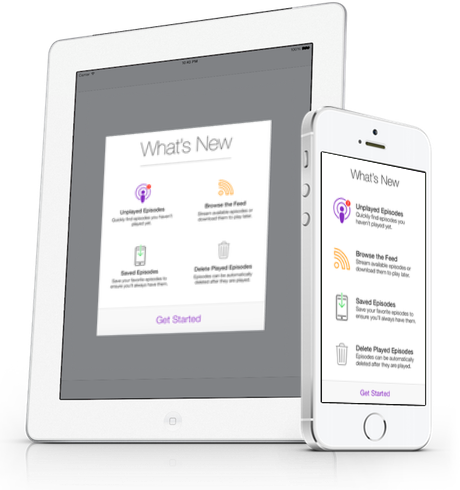 What's New
Unplayed Episodes
Quickly find episodes you haven't
played yet.
Browse the Feed
Stream available episodes or
download them to play later.
Saved Episodes
Save your favorite episodes to
ensure you'll always have them.
Delete Played Episodes
Episodes can be automatically
deleted after they are played.
Get Started
What's New
Unplayed Episodes
Quickly find episodes you
haven't played yet.
Browse the Feed
Stream available episodes or
download them to play later.
Saved Episodes
Save your favorite episodes to
ensure you'll always have them.
Delete Played Episodes
Episodes can be automatically
deleted after they are played.
Get Started